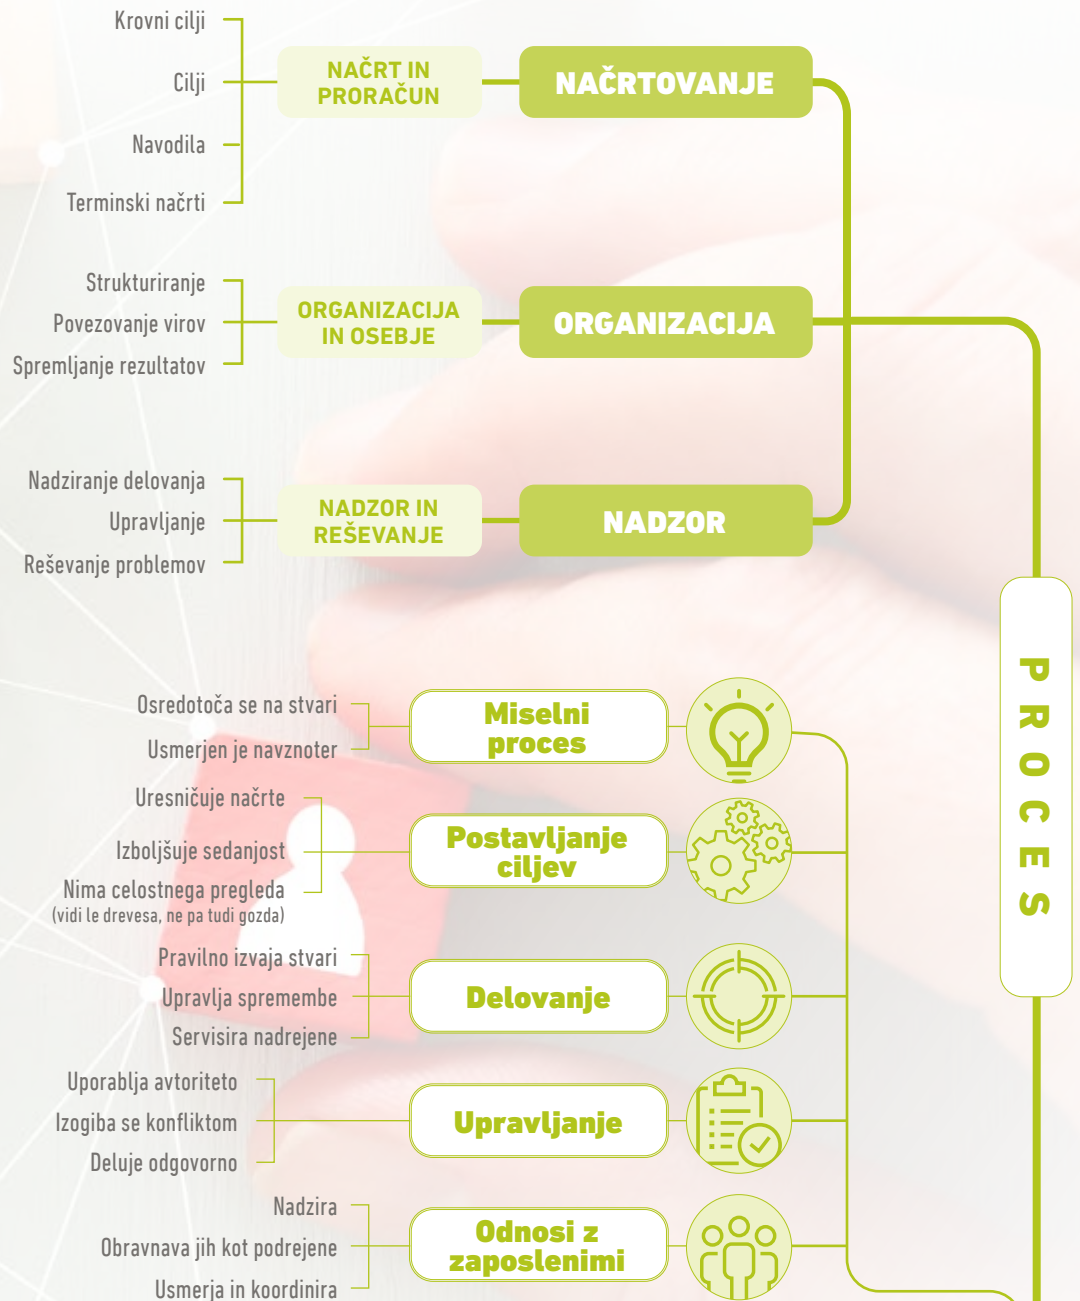 Krovni cilji
Cilji
Navodila
Terminski načrti
NAČRT IN
PRORAČUN
NAČRTOVANJE
Strukturiranje
Povezovanje virov
Spremljanje rezultatov
ORGANIZACIJA
IN OSEBJE
ORGANIZACIJA
Nadziranje delovanja
Upravljanje
Reševanje problemov
NADZOR IN
REŠEVANJE
NADZOR
PROCES
Osredotoča se na stvari
Usmerjen je navznoter
Miselni
proces
Uresničuje načrte
Izboljšuje sedanjost
Nima celostnega pregleda
(vidi le drevesa, ne pa tudi gozda)
Postavljanje
ciljev
Pravilno izvaja stvari
Upravlja spremembe
Servisira nadrejene
Delovanje
Uporablja avtoriteto
Izogiba se konfliktom
Deluje odgovorno
Upravljanje
Nadzira
Obravnava jih kot podrejene
Usmerja in koordinira
Odnosi z
zaposlenimi